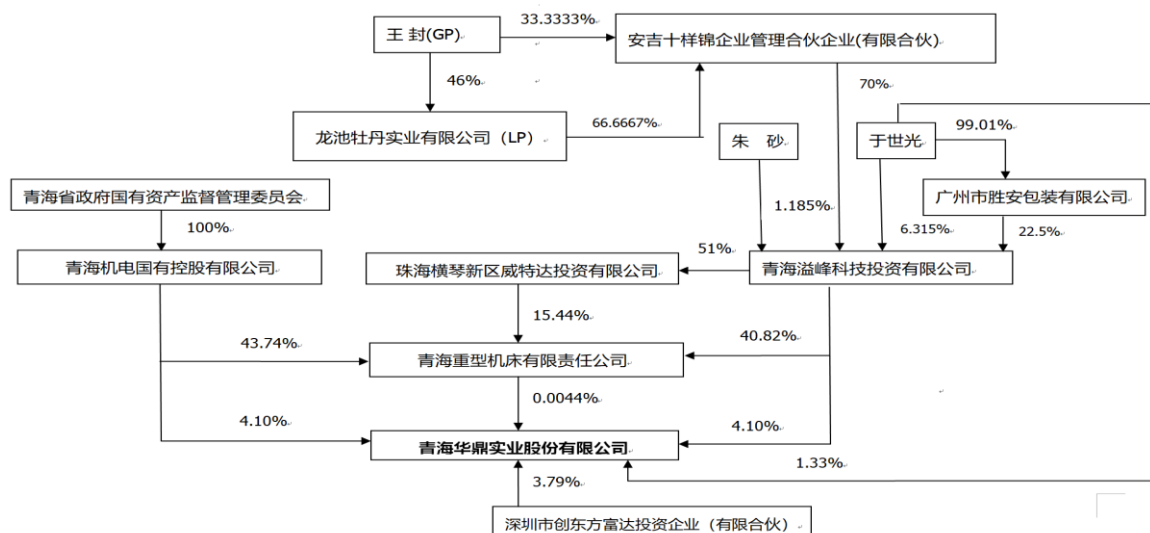 33.3333%
王 封(GP)
安吉十样锦企业管理合伙企业(有限合伙)
46%
70%
龙池牡丹实业有限公司（LP）
66.6667%
朱 砂
于世光
99.01%
青海省政府国有资产监督管理委员会
广州市胜安包装有限公司
100%
1.185%
6.315%
22.5%
青海机电国有控股有限公司
珠海横琴新区威特达投资有限公司
51%
青海溢峰科技投资有限公司
15.44%
43.74%
40.82%
青海重型机床有限责任公司
0.0044%
4.10%
4.10%
青海华鼎实业股份有限公司
1.33%
3.79%
深圳市创东方富达投资企业（有限合伙）